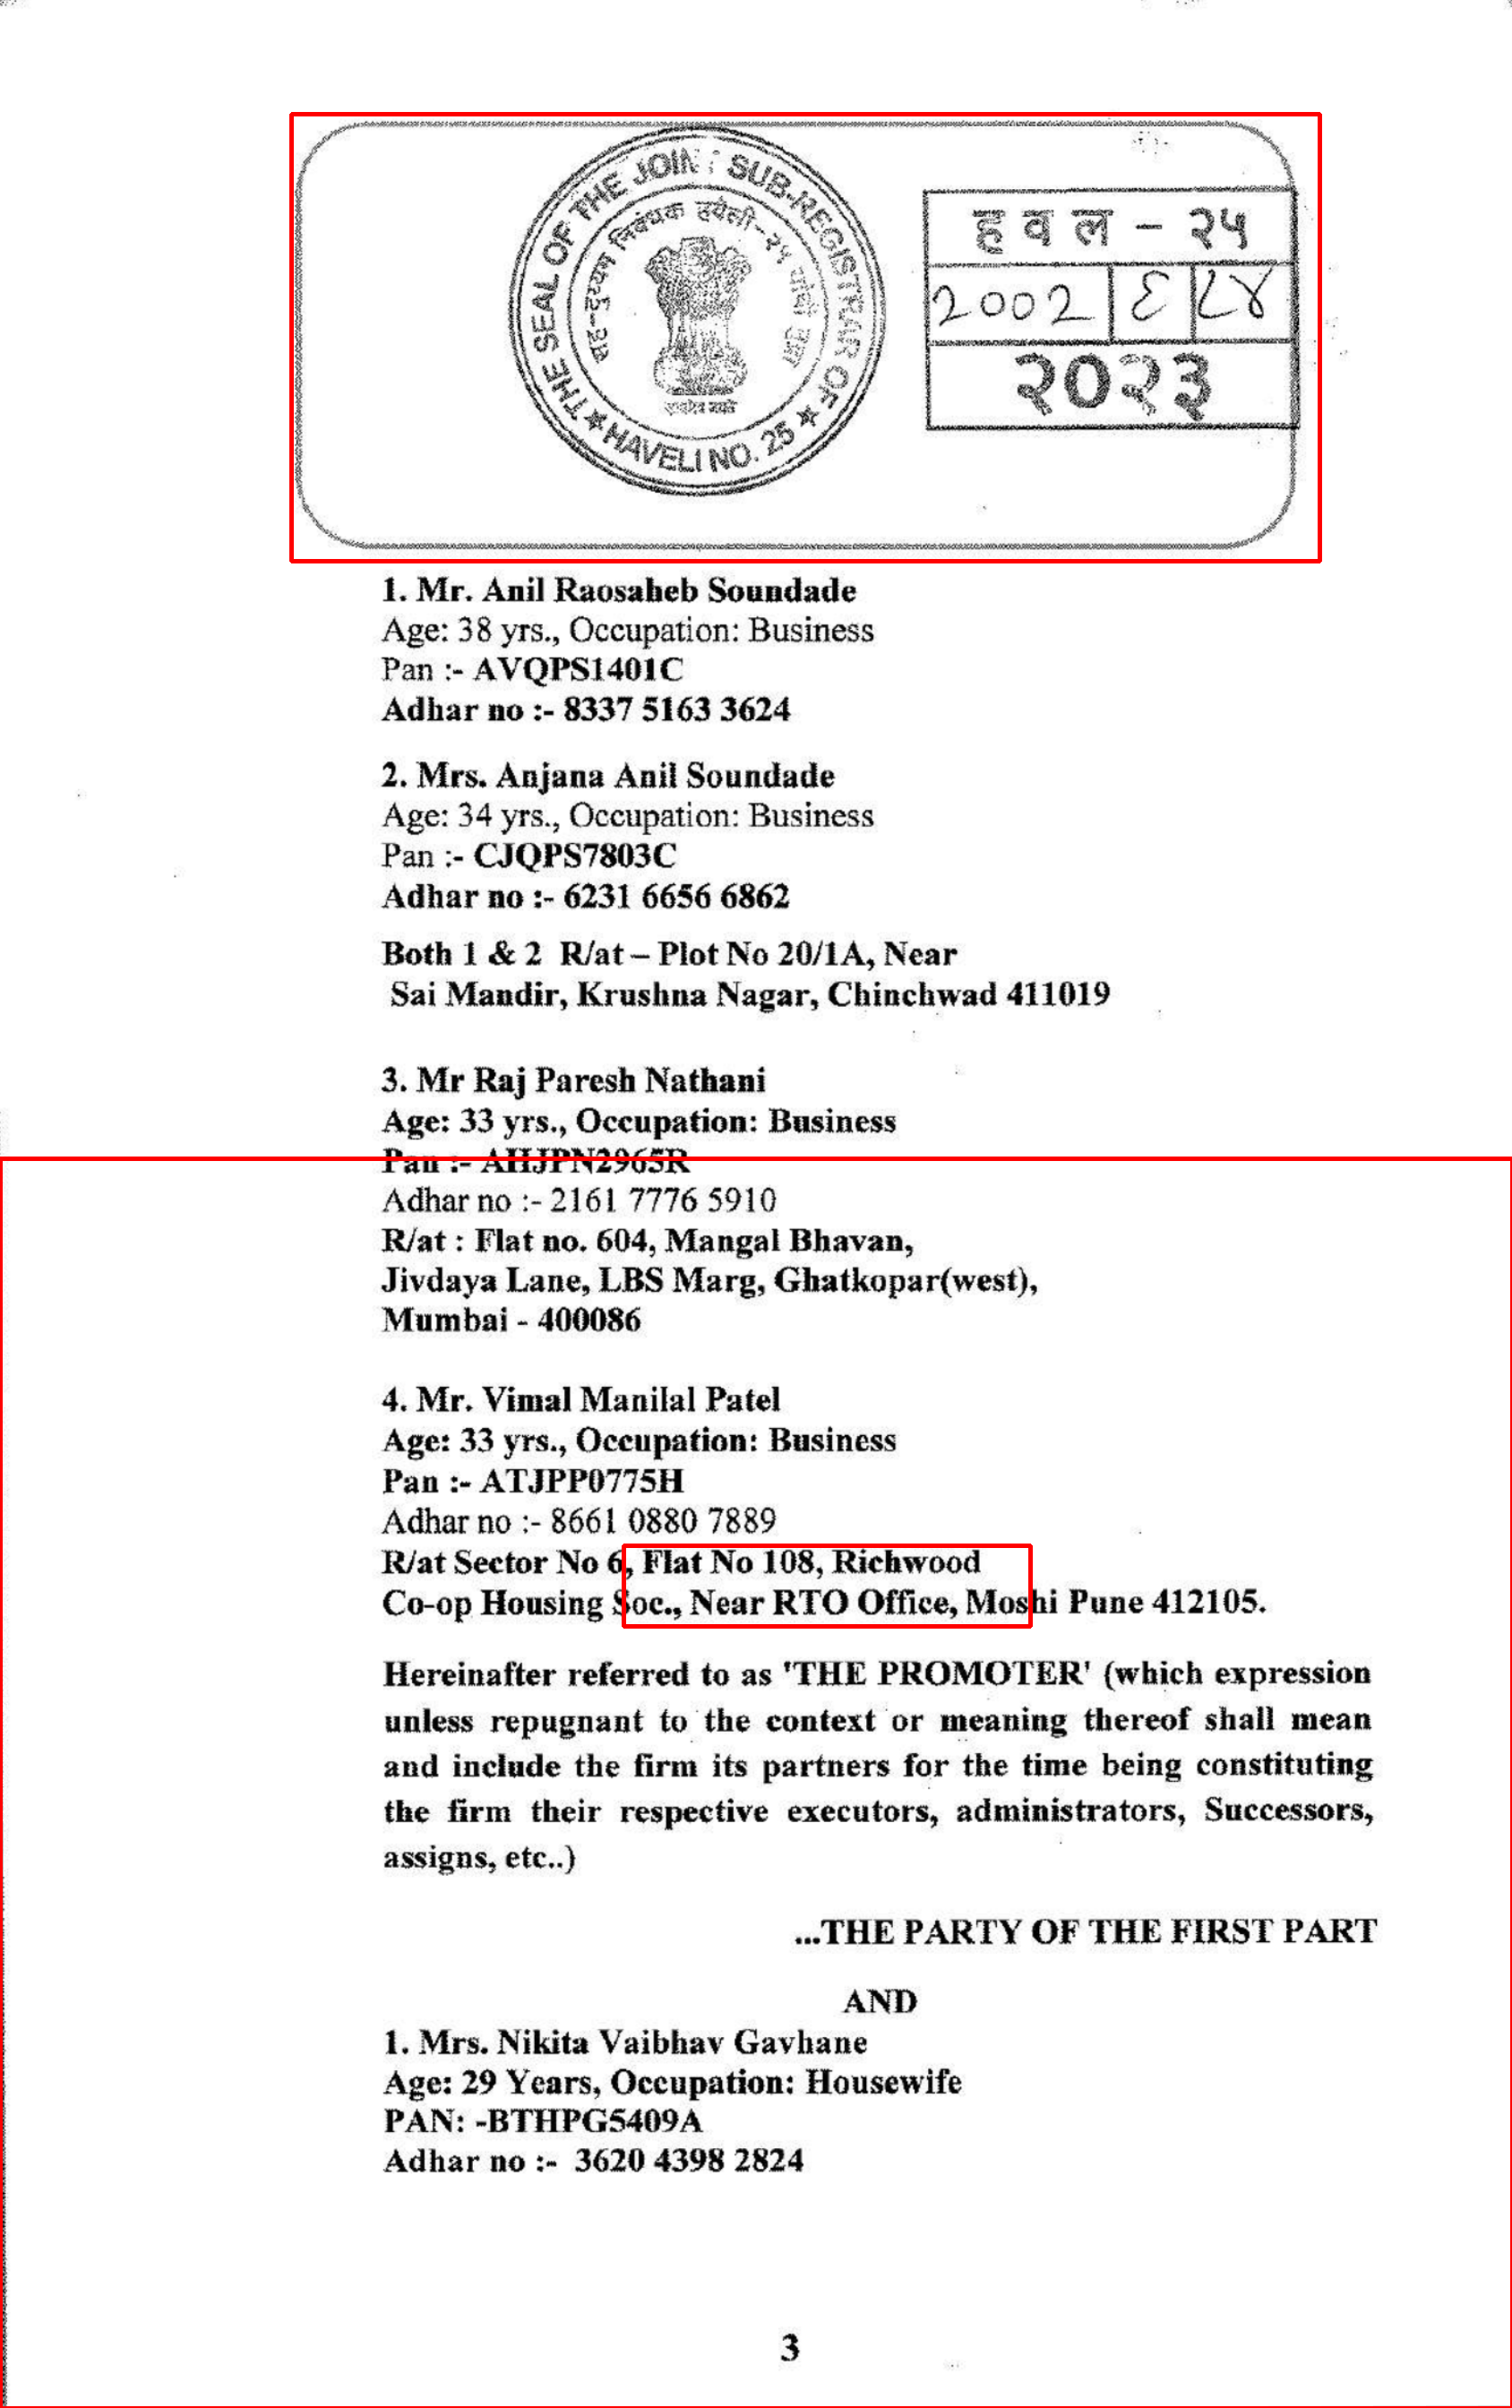 THE SEAL OF THE JOINT SUB-REGISTRAR OF
HAVELI NO. 25
सह-दुय्यम निबंधक हवेली-२५ यांची मुद्रा
हवल - २५
2002 | ६ | ८४
२०२३
1. Mr. Anil Raosaheb Soundade
Age: 38 yrs., Occupation: Business
Pan :- AVQPS1401C
Adhar no :- 8337 5163 3624
2. Mrs. Anjana Anil Soundade
Age: 34 yrs., Occupation: Business
Pan :- CJQPS7803C
Adhar no :- 6231 6656 6862
Both 1 & 2 R/at – Plot No 20/1A, Near
Sai Mandir, Krushna Nagar, Chinchwad 411019
3. Mr Raj Paresh Nathani
Age: 33 yrs., Occupation: Business
Pan :- AHJPN2965R
Adhar no :- 2161 7776 5910
R/at : Flat no. 604, Mangal Bhavan,
Jivdaya Lane, LBS Marg, Ghatkopar(west),
Mumbai - 400086
4. Mr. Vimal Manilal Patel
Age: 33 yrs., Occupation: Business
Pan :- ATJPP0775H
Adhar no :- 8661 0880 7889
R/at Sector No 6, Flat No 108, Richwood
Co-op Housing Soc., Near RTO Office, Moshi Pune 412105.
Hereinafter referred to as 'THE PROMOTER' (which expression
unless repugnant to the context or meaning thereof shall mean
and include the firm its partners for the time being constituting
the firm their respective executors, administrators, Successors,
assigns, etc..)
...THE PARTY OF THE FIRST PART
AND
1. Mrs. Nikita Vaibhav Gavhane
Age: 29 Years, Occupation: Housewife
PAN: -BTHPG5409A
Adhar no :- 3620 4398 2824
3